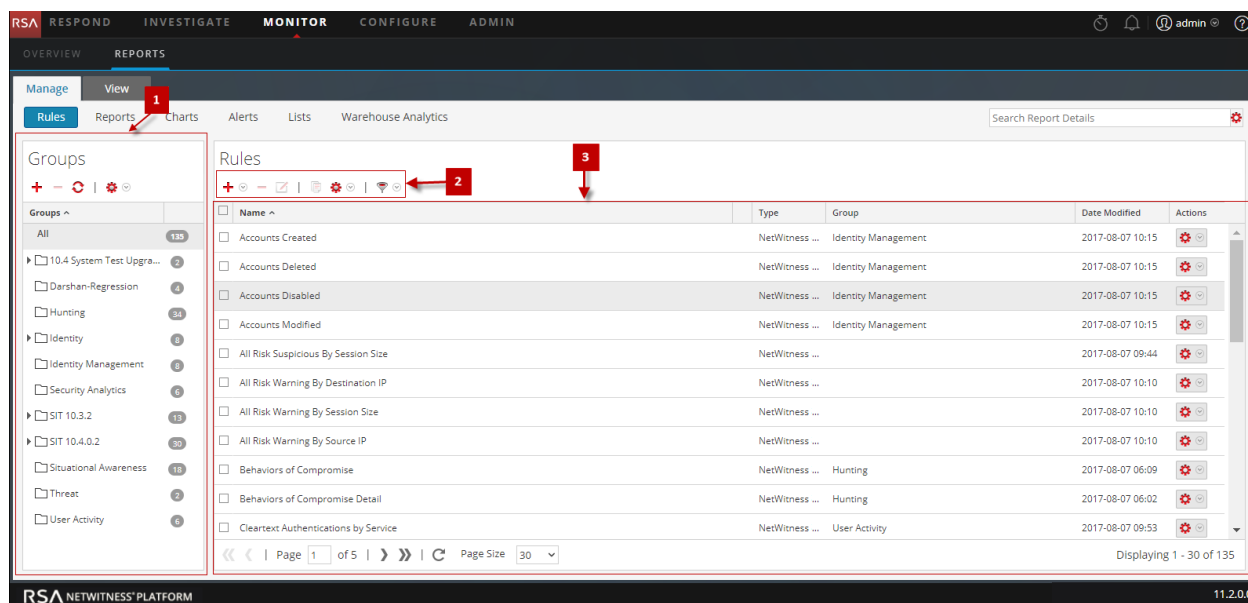 RSA RESPOND INVESTIGATE MONITOR CONFIGURE ADMIN admin
OVERVIEW REPORTS
Manage View
1
Rules Reports Charts Alerts Lists Warehouse Analytics Search Report Details
Groups
Groups
All 135
10.4 System Test Upgra... 2
Darshan-Regression 4
Hunting 34
Identity 8
Identity Management 8
Security Analytics 6
SIT 10.3.2 13
SIT 10.4.0.2 30
Situational Awareness 18
Threat 2
User Activity 6
Rules
2
3
Name Type Group Date Modified Actions
Accounts Created NetWitness ... Identity Management 2017-08-07 10:15
Accounts Deleted NetWitness ... Identity Management 2017-08-07 10:15
Accounts Disabled NetWitness ... Identity Management 2017-08-07 10:15
Accounts Modified NetWitness ... Identity Management 2017-08-07 10:15
All Risk Suspicious By Session Size NetWitness ... 2017-08-07 09:44
All Risk Warning By Destination IP NetWitness ... 2017-08-07 10:10
All Risk Warning By Session Size NetWitness ... 2017-08-07 10:10
All Risk Warning By Source IP NetWitness ... 2017-08-07 10:10
Behaviors of Compromise NetWitness ... Hunting 2017-08-07 06:09
Behaviors of Compromise Detail NetWitness ... Hunting 2017-08-07 06:02
Cleartext Authentications by Service NetWitness ... User Activity 2017-08-07 09:53
Page 1 of 5 Page Size 30 Displaying 1 - 30 of 135
RSA NETWITNESS® PLATFORM 11.2.0.